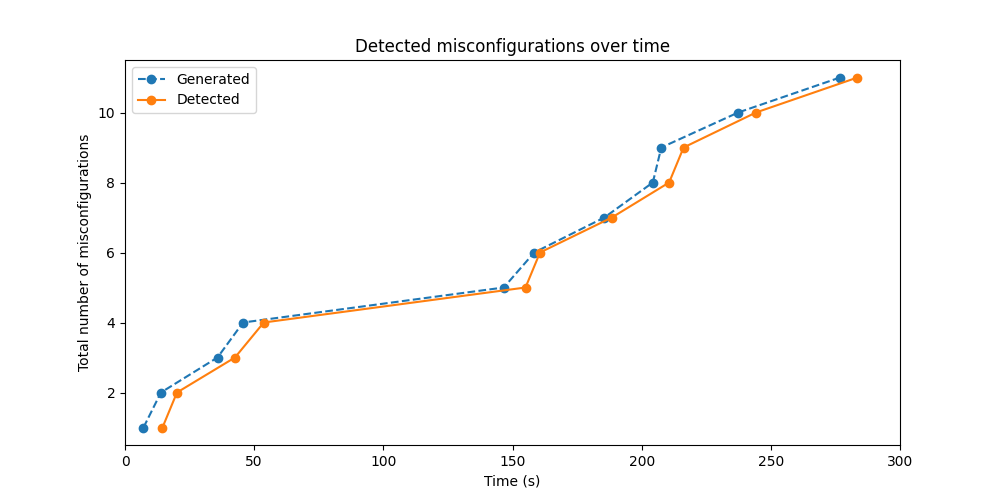 Detected misconfigurations over time
Generated
Detected
Total number of misconfigurations
10
8
6
4
2
0 50 100 150 200 250 300
Time (s)